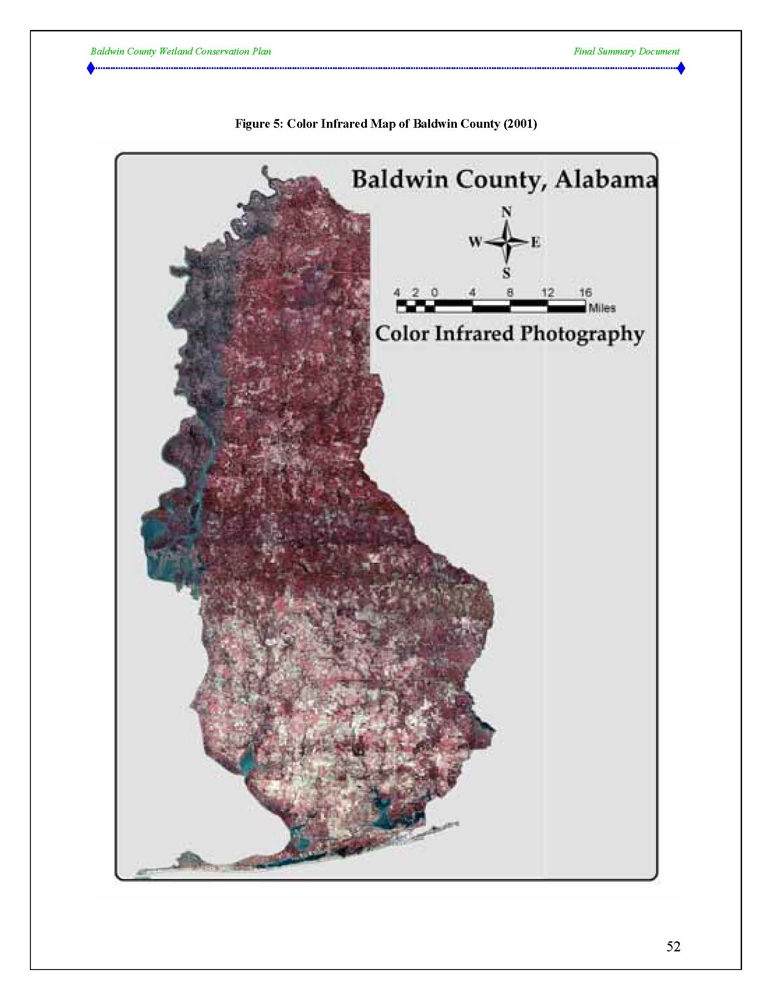 Baldwin County Wetland Conservation Plan Final Summary Document
Figure 5: Color Infrared Map of Baldwin County (2001)
Baldwin County, Alabama
N
W E
S
4 2 0 4 8 12 16
Miles
Color Infrared Photography
52